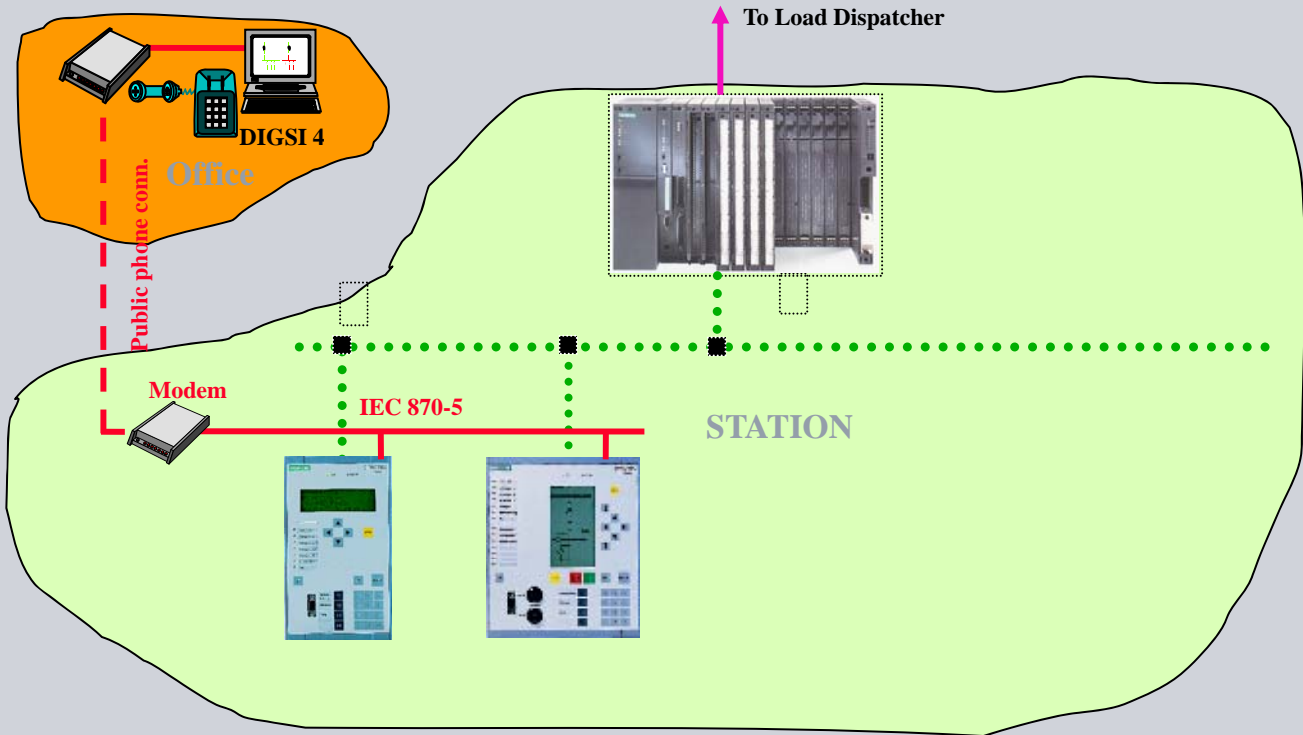 To Load Dispatcher
DIGSI 4
Office
Public phone conn.
Modem
IEC 870-5
STATION